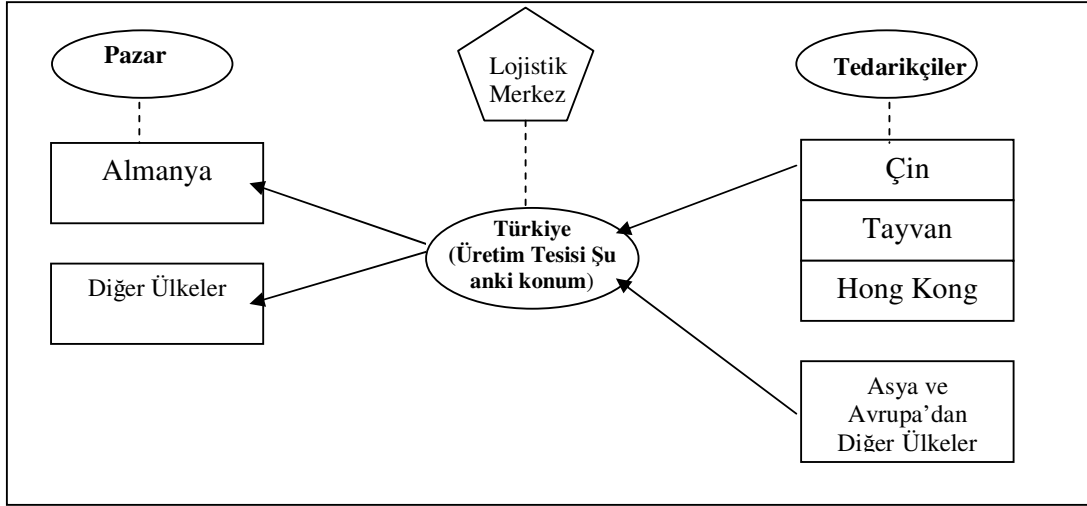 Pazar
Almanya
Diğer Ülkeler
Lojistik
Merkez
Türkiye
(Üretim Tesisi Şu
anki konum)
Tedarikçiler
Çin
Tayvan
Hong Kong
Asya ve
Avrupa’dan
Diğer Ülkeler